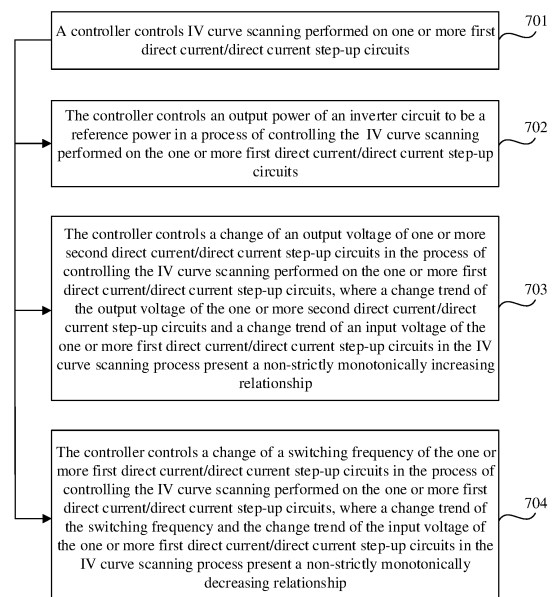 A controller controls IV curve scanning performed on one or more first
direct current/direct current step-up circuits
701
The controller controls an output power of an inverter circuit to be a
reference power in a process of controlling the IV curve scanning
performed on the one or more first direct current/direct current step-up
circuits
702
The controller controls a change of an output voltage of one or more
second direct current/direct current step-up circuits in the process of
controlling the IV curve scanning performed on the one or more first
direct current/direct current step-up circuits, where a change trend of
the output voltage of the one or more second direct current/direct
current step-up circuits and a change trend of an input voltage of the
one or more first direct current/direct current step-up circuits in the IV
curve scanning process present a non-strictly monotonically increasing
relationship
703
The controller controls a change of a switching frequency of the one or
more first direct current/direct current step-up circuits in the process of
controlling the IV curve scanning performed on the one or more first
direct current/direct current step-up circuits, where a change trend of
the switching frequency and the change trend of the input voltage of
the one or more first direct current/direct current step-up circuits in the
IV curve scanning process present a non-strictly monotonically
decreasing relationship
704